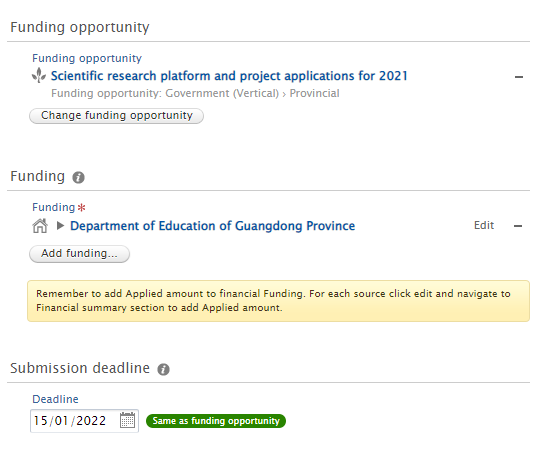 Funding opportunity
Funding opportunity
Scientific research platform and project applications for 2021
Funding opportunity: Government (Vertical) › Provincial
Change funding opportunity
Funding
Funding*
Department of Education of Guangdong Province Edit
Add funding...
Remember to add Applied amount to financial Funding. For each source click edit and navigate to
Financial summary section to add Applied amount.
Submission deadline
Deadline
15/01/2022 Same as funding opportunity